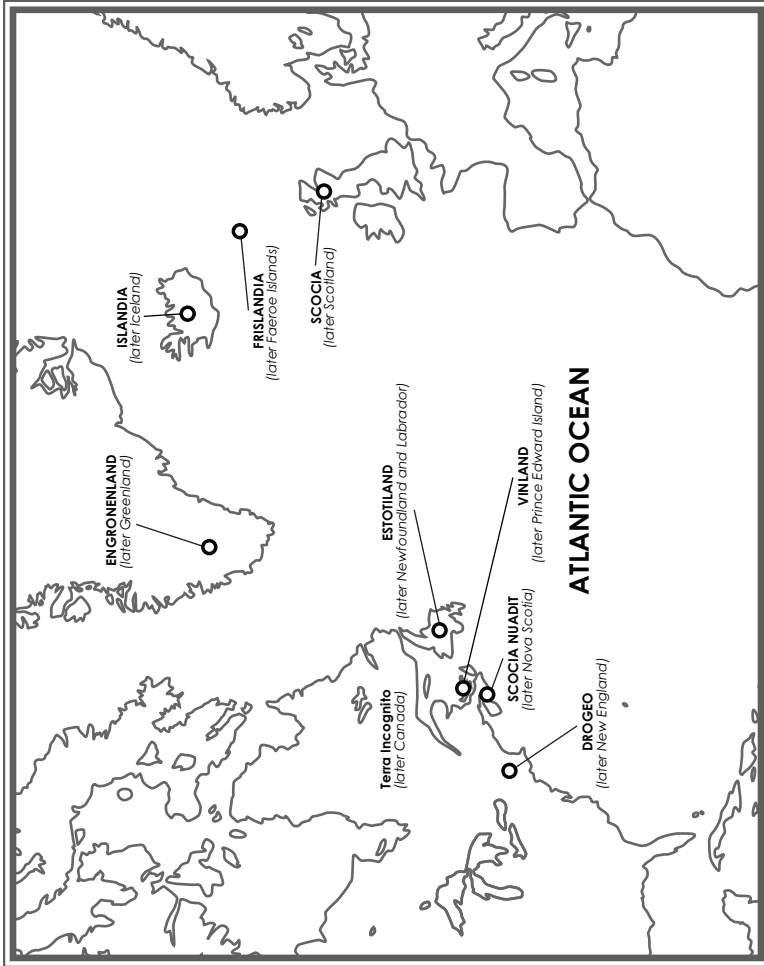 ENGRONENLAND
(later Greenland)
ISLANDIA
(later Iceland)
FRISLANDIA
(later Faeroe Islands)
SCOCIA
(later Scotland)
Terra Incognito
(later Canada)
ESTOTILAND
(later Newfoundland and Labrador)
VINLAND
(later Prince Edward Island)
SCOCIA NUADIT
(later Nova Scotia)
DROGEO
(later New England)
ATLANTIC OCEAN